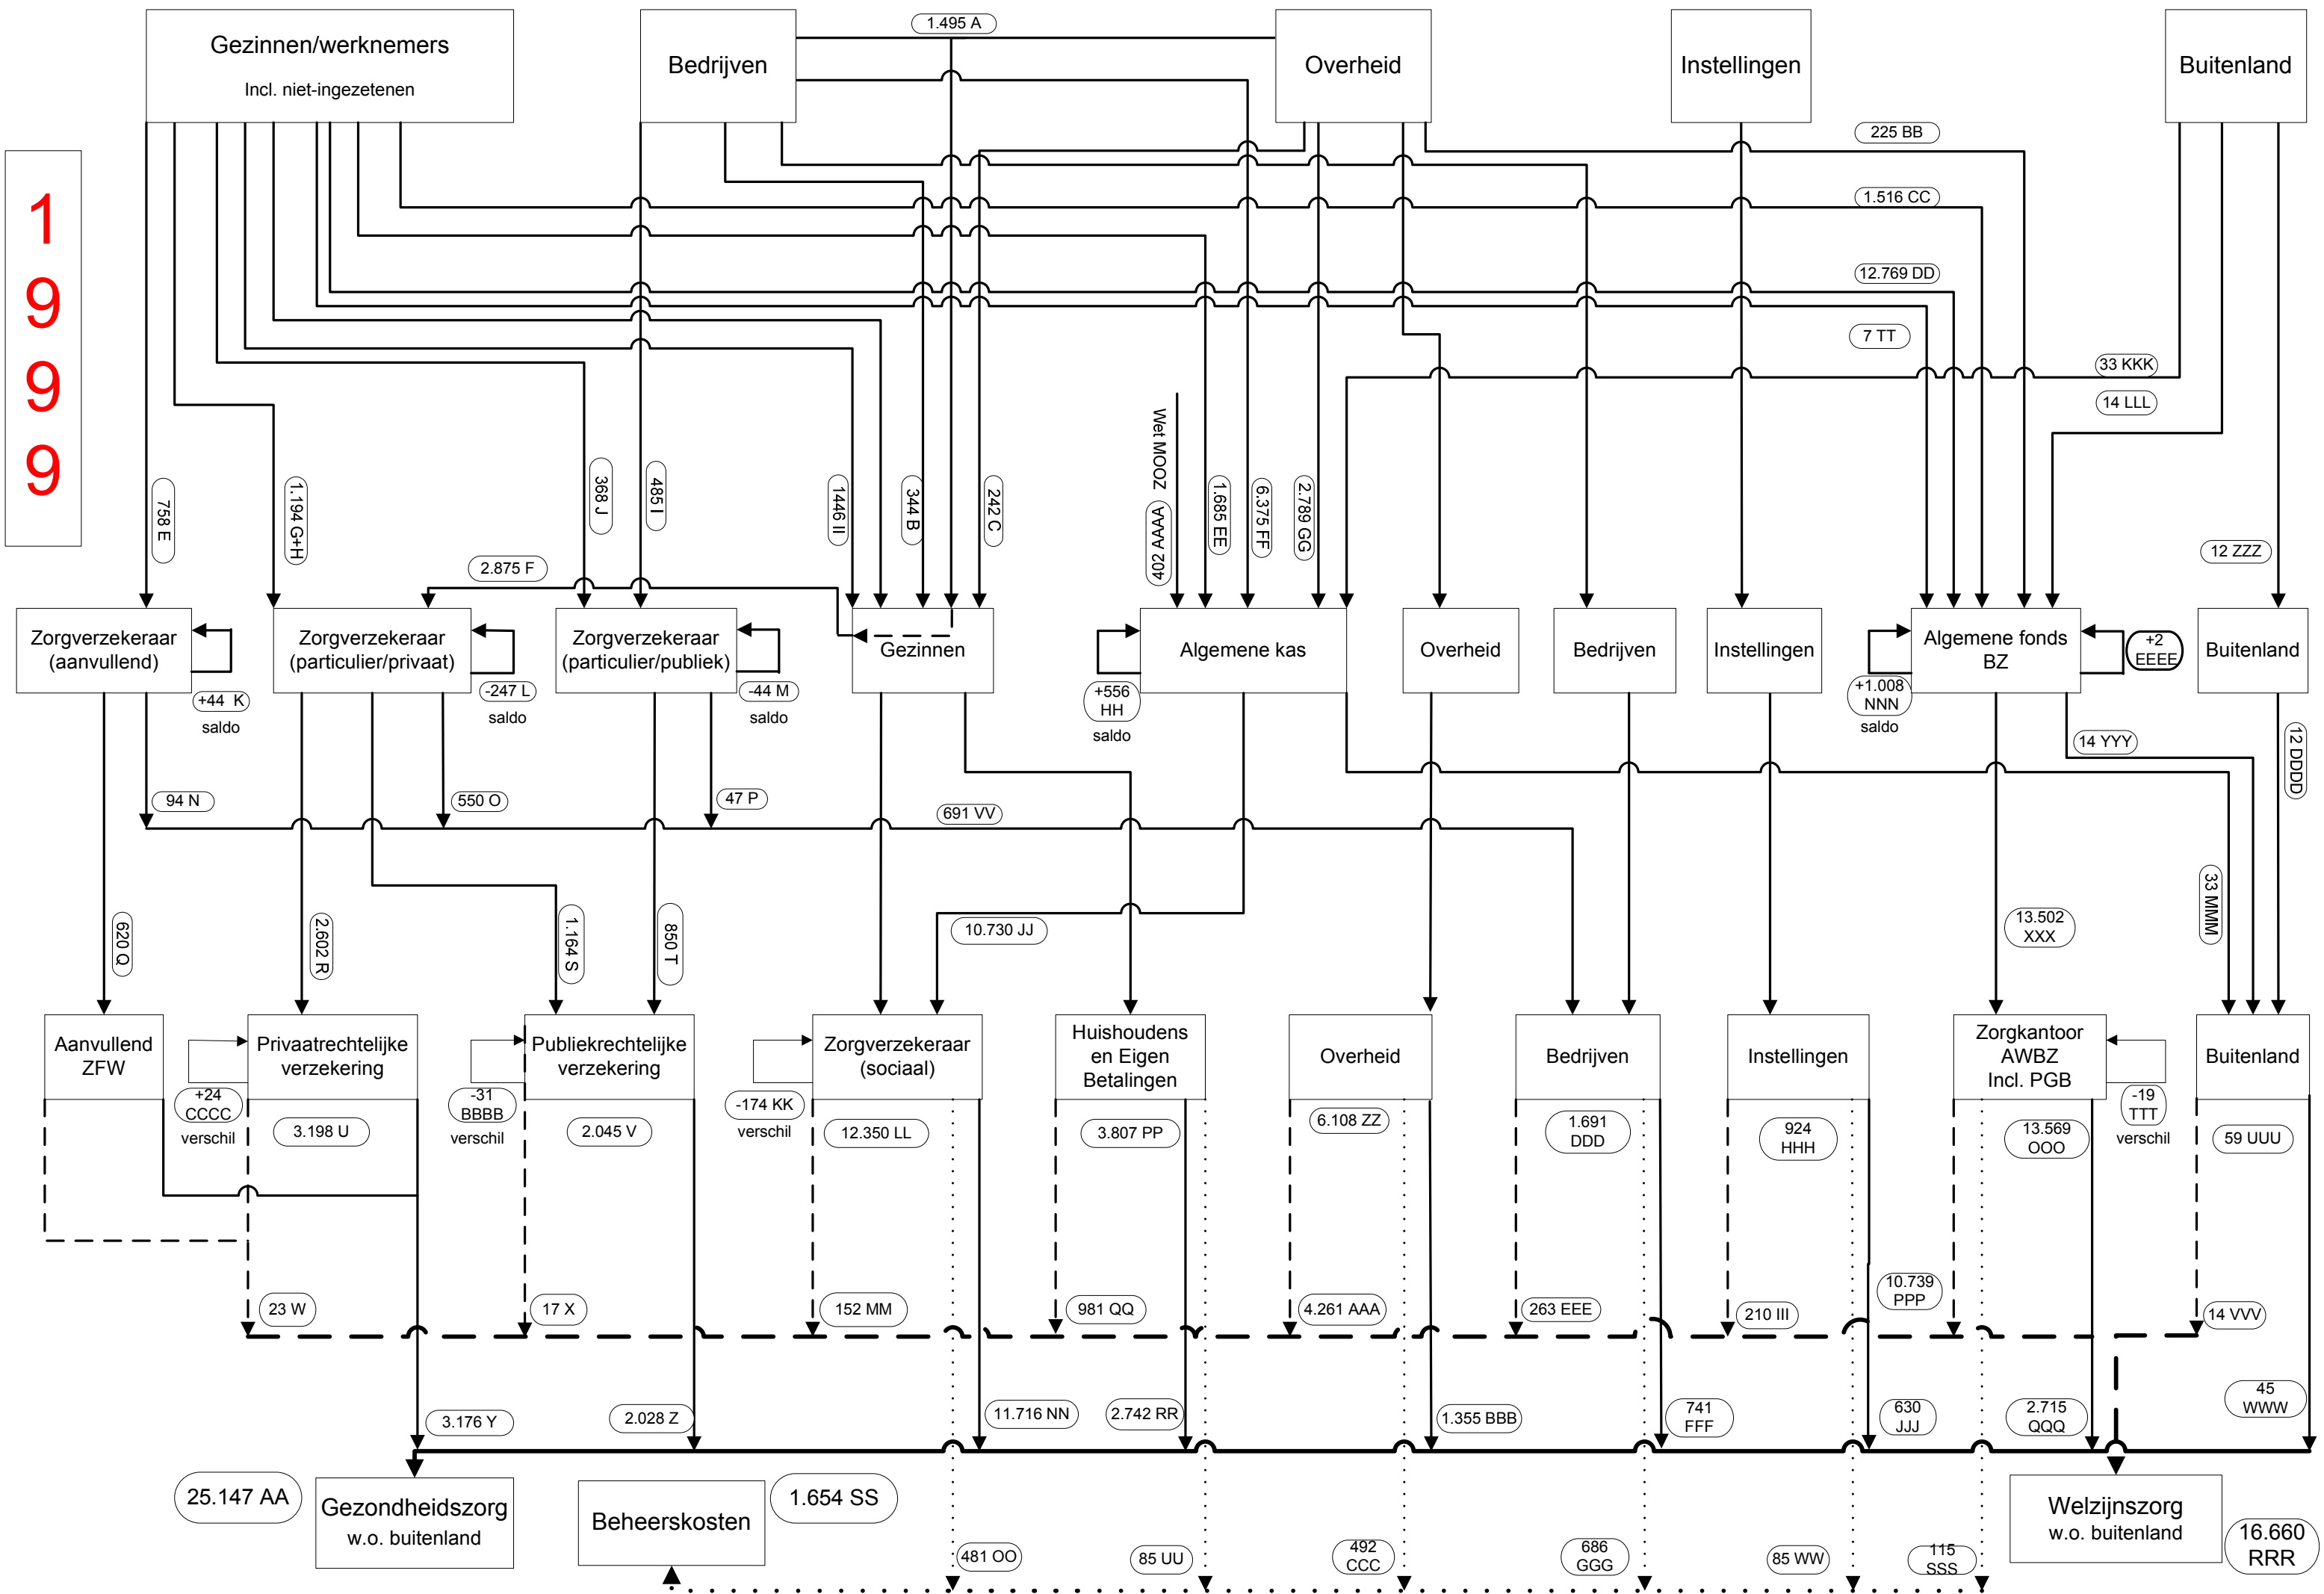 1.495 A
Gezinnen/werknemers
Incl. niet-ingezetenen
Bedrijven
Overheid
Instellingen
Buitenland
225 BB
1.516 CC
12.769 DD
7 TT
33 KKK
14 LLL
1
9
9
9
758 E
1.194 G+H
368 J
485 I
1446 II
344 B
242 C
Wet MOOZ
402 AAAA
1.685 EE
6.375 FF
2.789 GG
12 ZZZ
2.875 F
Zorgverzekeraar
(aanvullend)
Zorgverzekeraar
(particulier/privaat)
Zorgverzekeraar
(particulier/publiek)
Gezinnen
Algemene kas
Overheid
Bedrijven
Instellingen
Algemene fonds
BZ
+2
EEEE
Buitenland
+44 K
saldo
-247 L
saldo
-44 M
saldo
+556
HH
saldo
+1.008
NNN
saldo
14 YYY
12 DDDD
94 N
550 O
47 P
691 VV
620 Q
2.602 R
1.164 S
850 T
10.730 JJ
13.502
XXX
33 MMM
Aanvullend
ZFW
Privaatrechtelijke
verzekering
Publiekrechtelijke
verzekering
Zorgverzekeraar
(sociaal)
Huishoudens
en Eigen
Betalingen
Overheid
Bedrijven
Instellingen
Zorgkantoor
AWBZ
Incl. PGB
Buitenland
+24
CCCC
verschil
3.198 U
-31
BBBB
verschil
2.045 V
-174 KK
verschil
12.350 LL
3.807 PP
6.108 ZZ
1.691
DDD
924
HHH
13.569
OOO
-19
TTT
verschil
59 UUU
23 W
17 X
152 MM
981 QQ
4.261 AAA
263 EEE
210 III
10.739
PPP
14 VVV
3.176 Y
2.028 Z
11.716 NN
2.742 RR
1.355 BBB
741
FFF
630
JJJ
2.715
QQQ
45
WWW
25.147 AA
Gezondheidszorg
w.o. buitenland
Beheerskosten
1.654 SS
Welzijnszorg
w.o. buitenland
16.660
RRR
481 OO
85 UU
492
CCC
686
GGG
85 WW
115
SSS